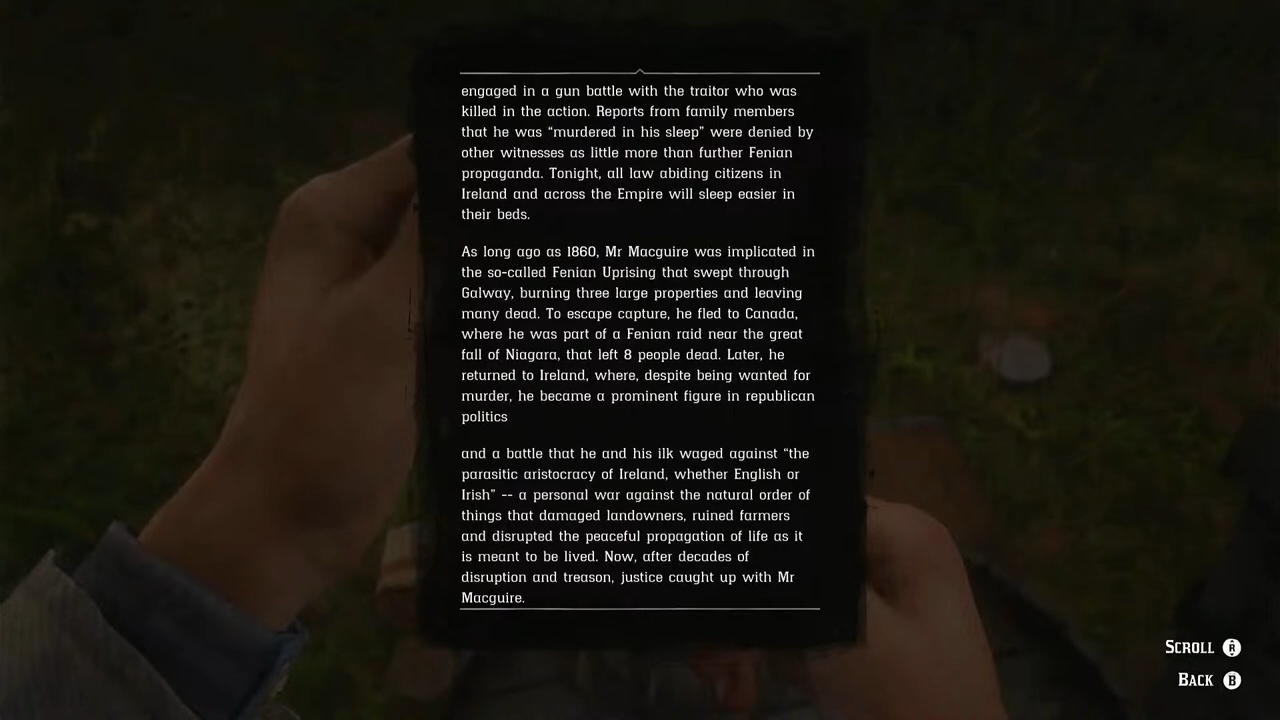 engaged in a gun battle with the traitor who was
killed in the action. Reports from family members
that he was “murdered in his sleep” were denied by
other witnesses as little more than further Fenian
propaganda. Tonight, all law abiding citizens in
Ireland and across the Empire will sleep easier in
their beds.
As long ago as 1860, Mr Macguire was implicated in
the so-called Fenian Uprising that swept through
Galway, burning three large properties and leaving
many dead. To escape capture, he fled to Canada,
where he was part of a Fenian raid near the great
fall of Niagara, that left 8 people dead. Later, he
returned to Ireland, where, despite being wanted for
murder, he became a prominent figure in republican
politics
and a battle that he and his ilk waged against “the
parasitic aristocracy of Ireland, whether English or
Irish” -- a personal war against the natural order of
things that damaged landowners, ruined farmers
and disrupted the peaceful propagation of life as it
is meant to be lived. Now, after decades of
disruption and treason, justice caught up with Mr
Macguire.
SCROLL R
BACK B